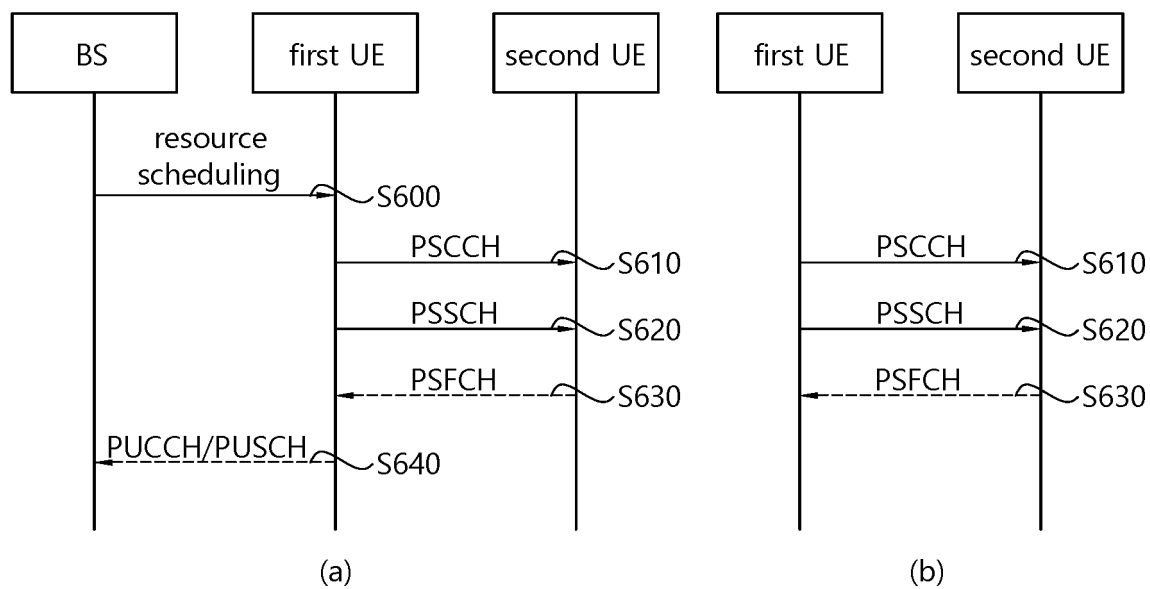 BS
first UE
second UE
first UE
second UE
resource
scheduling
S600
PSCCH
S610
PSCCH
S610
PSSCH
S620
PSSCH
S620
PSFCH
S630
PSFCH
S630
PUCCH/PUSCH
S640
(a)
(b)